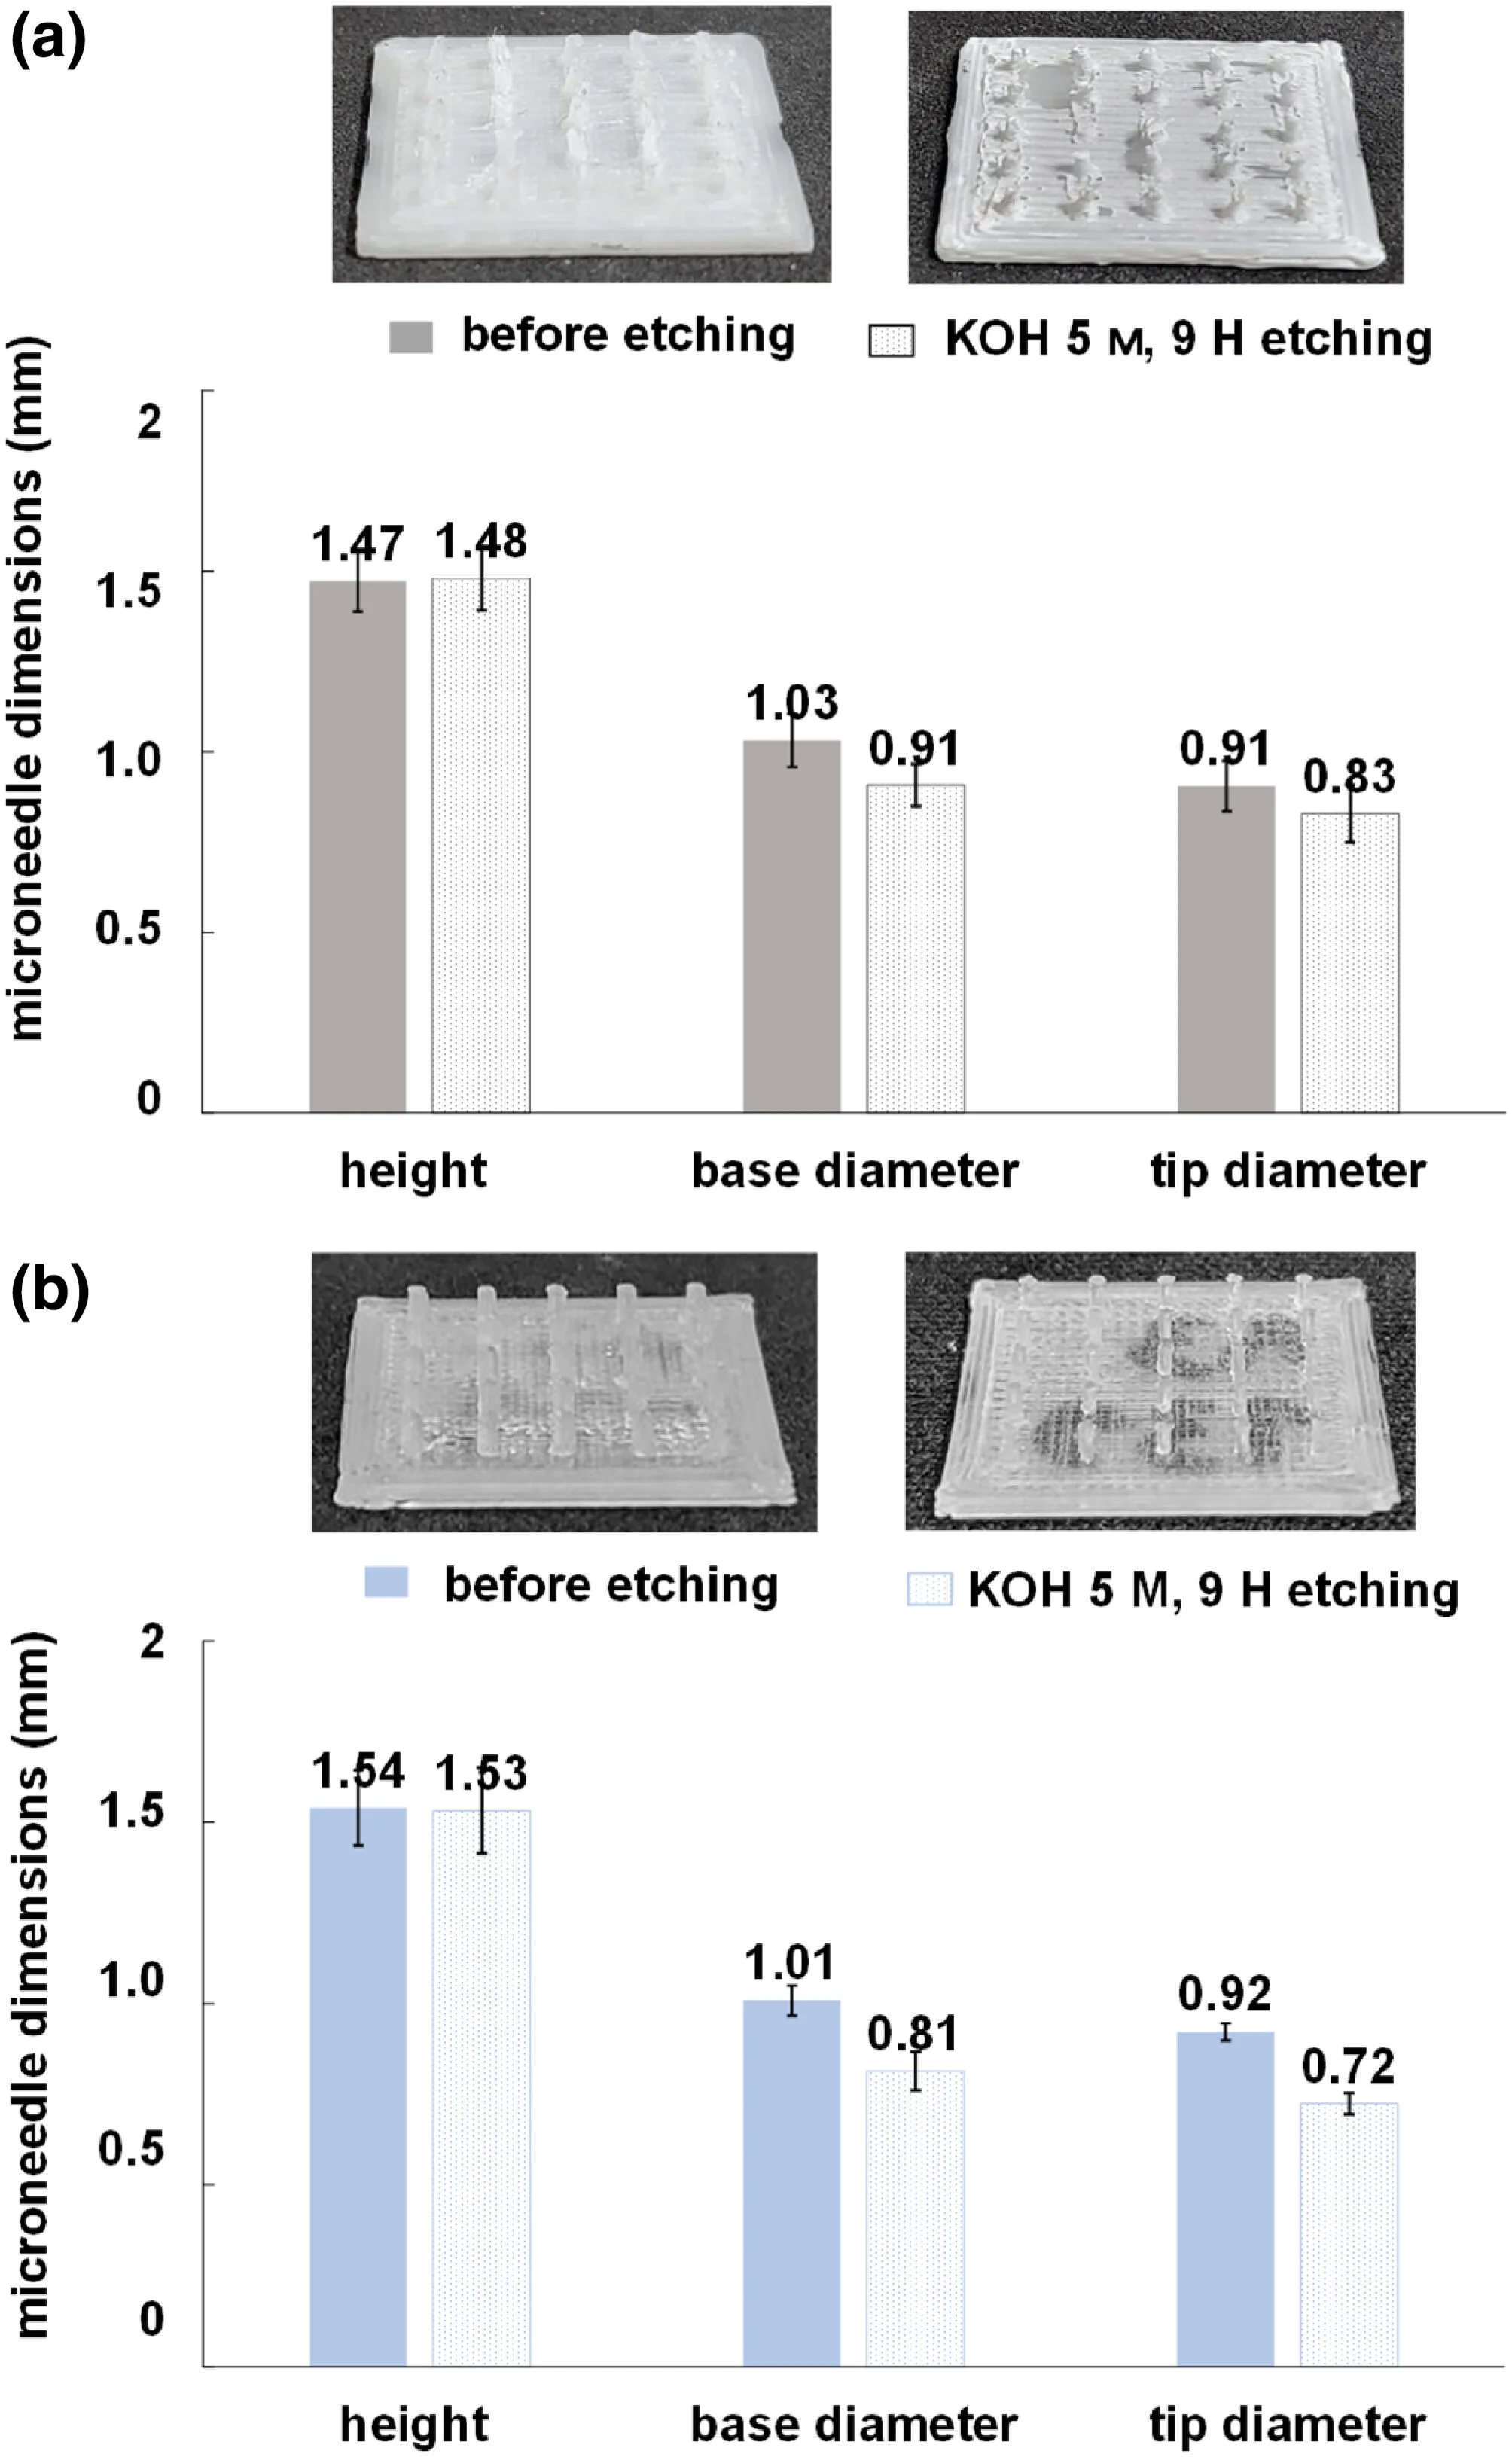 (a)
before etching
KOH 5 ᴍ, 9 H etching
microneedle dimensions (mm)
2
1.5
1.0
0.5
0
1.47
1.48
1.03
0.91
0.91
0.83
height
base diameter
tip diameter
(b)
before etching
KOH 5 M, 9 H etching
microneedle dimensions (mm)
2
1.5
1.0
0.5
0
1.54
1.53
1.01
0.81
0.92
0.72
height
base diameter
tip diameter